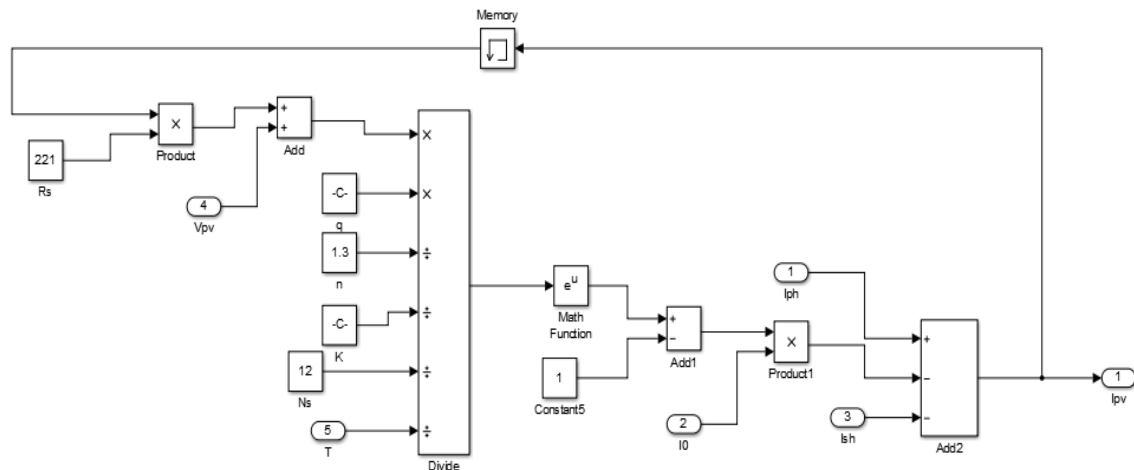 Memory
×
Product
221
Rs
+
+
Add
4
Vpv
×
-C-
q
×
1.3
n
÷
-C-
K
÷
12
Ns
÷
5
T
÷
Divide
e^u
Math
Function
1
Constant5
+
−
Add1
×
Product1
2
I0
1
Iph
3
Ish
+
−
−
Add2
1
Ipv